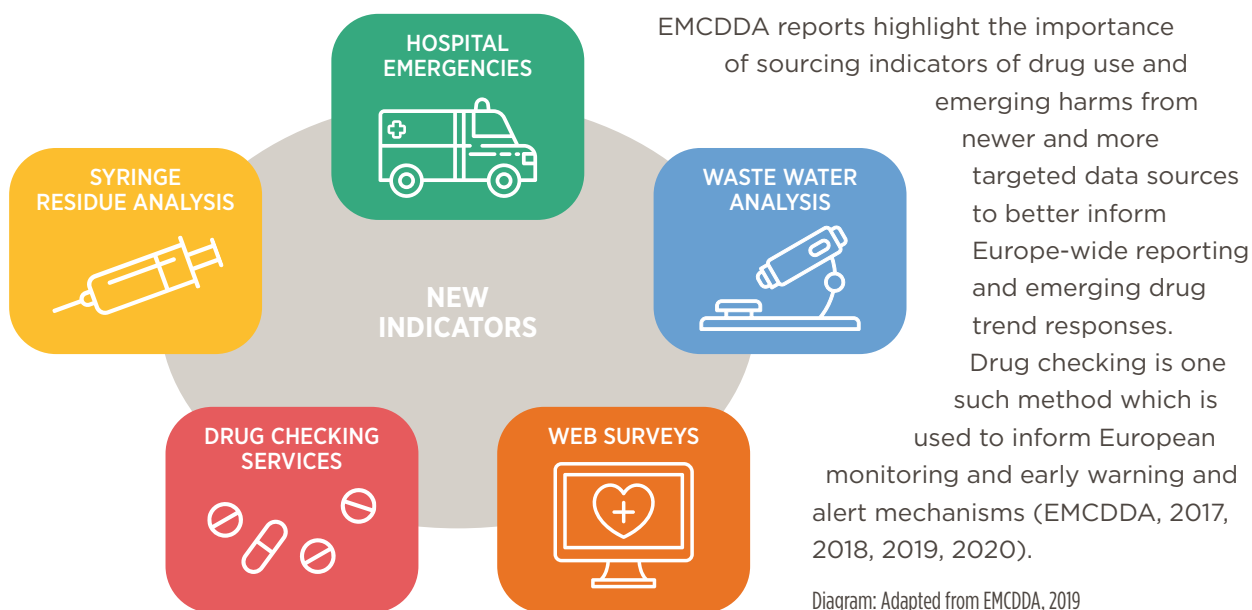 HOSPITAL
EMERGENCIES
SYRINGE
RESIDUE ANALYSIS
WASTE WATER
ANALYSIS
NEW
INDICATORS
DRUG CHECKING
SERVICES
WEB SURVEYS
EMCDDA reports highlight the importance
of sourcing indicators of drug use and
emerging harms from
newer and more
targeted data sources
to better inform
Europe-wide reporting
and emerging drug
trend responses.
Drug checking is one
such method which is
used to inform European
monitoring and early warning and
alert mechanisms (EMCDDA, 2017,
2018, 2019, 2020).
Diagram: Adapted from EMCDDA, 2019